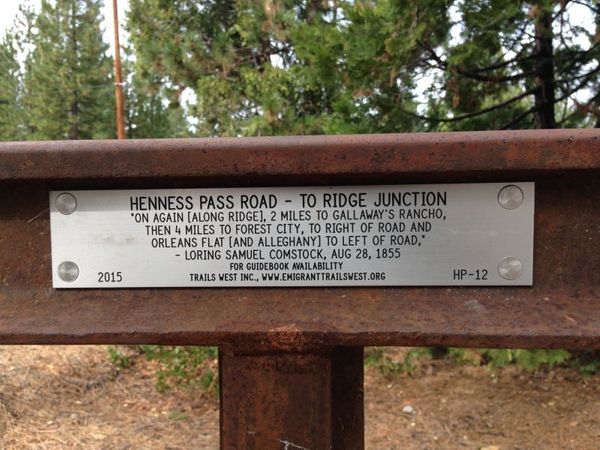 HENNESS PASS ROAD - TO RIDGE JUNCTION
"ON AGAIN [ALONG RIDGE], 2 MILES TO GALLAWAY'S RANCHO,
THEN 4 MILES TO FOREST CITY, TO RIGHT OF ROAD AND
ORLEANS FLAT [AND ALLEGHANY] TO LEFT OF ROAD,"
- LORING SAMUEL COMSTOCK, AUG 28, 1855
FOR GUIDEBOOK AVAILABILITY
2015 TRAILS WEST INC., WWW.EMIGRANTTRAILSWEST.ORG HP-12